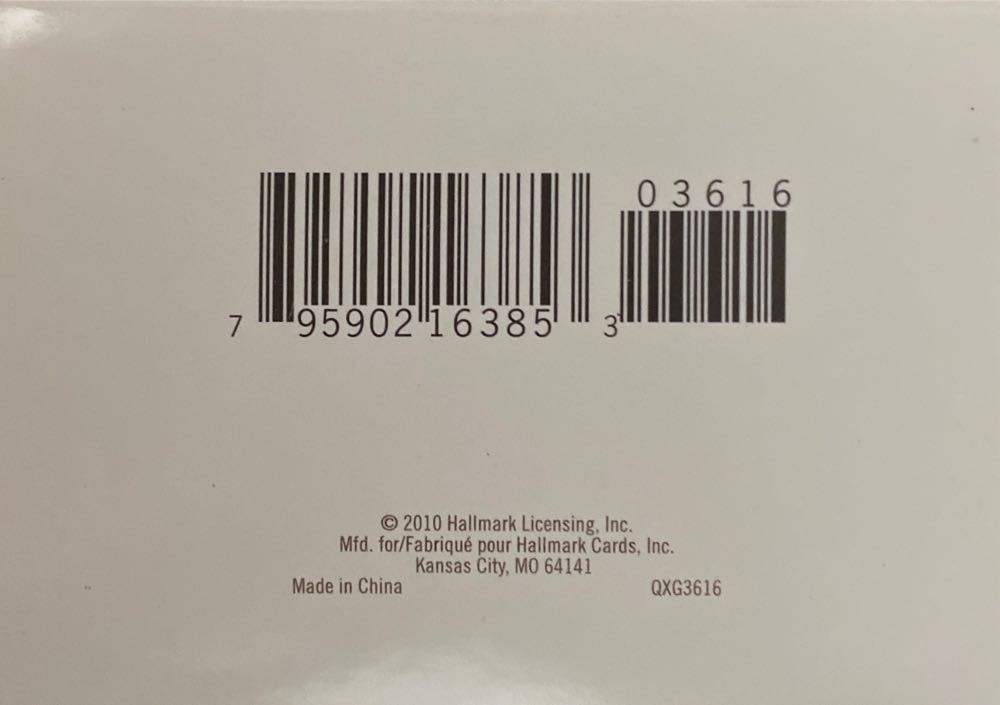 03616
7 95902 16385 3
© 2010 Hallmark Licensing, Inc.
Mfd. for/Fabriqué pour Hallmark Cards, Inc.
Kansas City, MO 64141
Made in China QXG3616